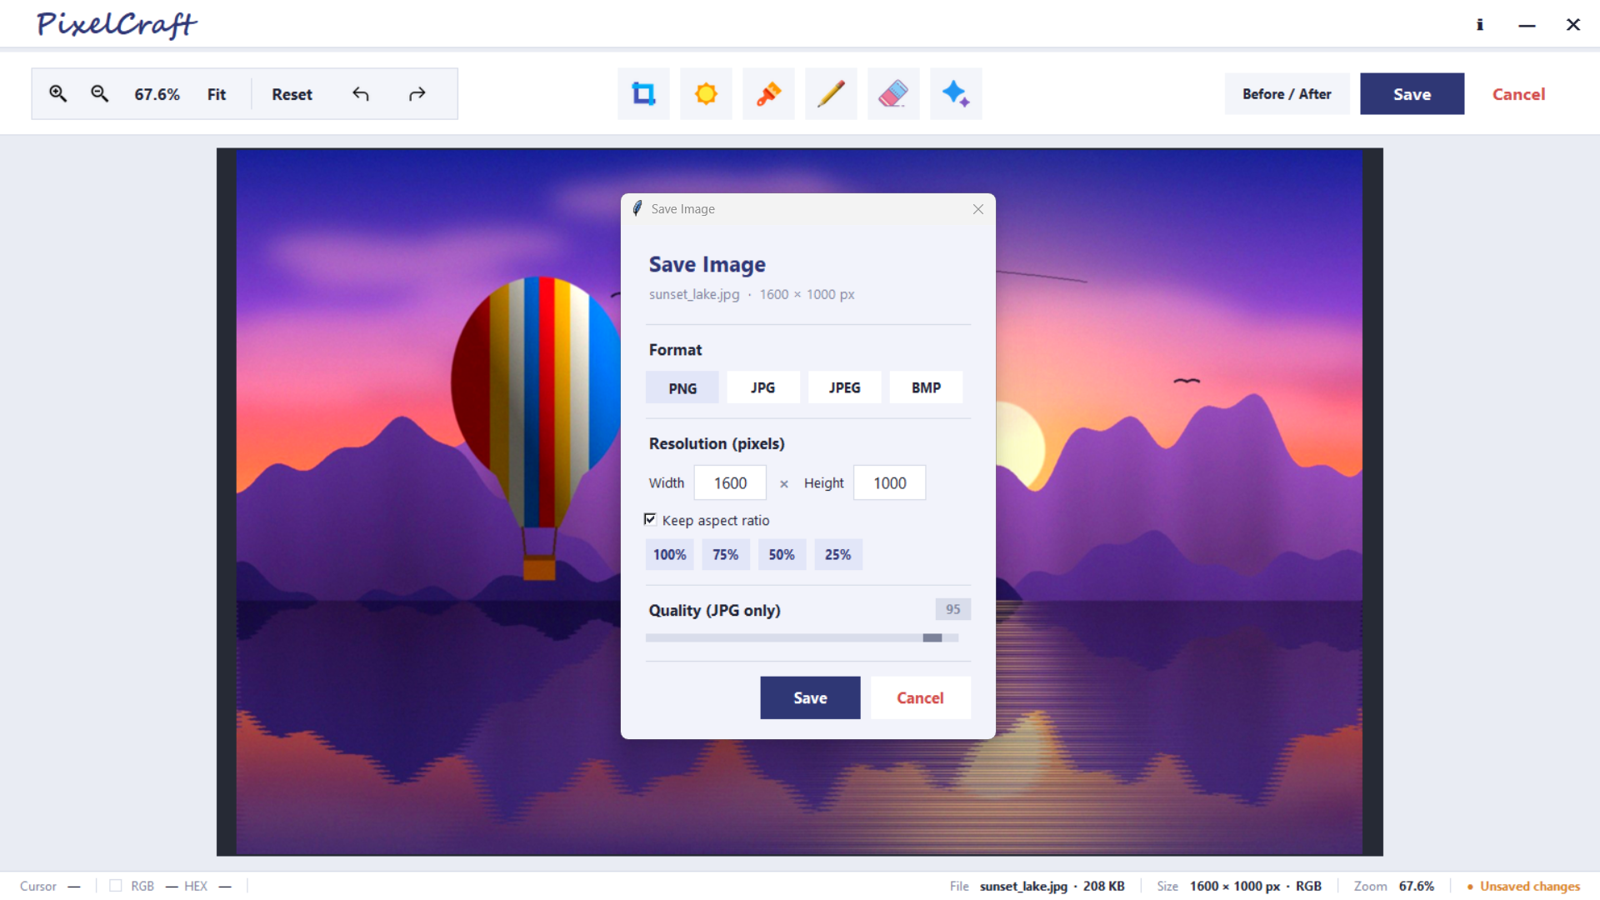 PixelCraft
67.6% Fit Reset
Before / After Save Cancel
Save Image
Save Image
sunset_lake.jpg · 1600 × 1000 px
Format
PNG JPG JPEG BMP
Resolution (pixels)
Width 1600 × Height 1000
Keep aspect ratio
100% 75% 50% 25%
Quality (JPG only) 95
Save Cancel
Cursor — RGB — HEX — File sunset_lake.jpg · 208 KB Size 1600 × 1000 px · RGB Zoom 67.6% • Unsaved changes